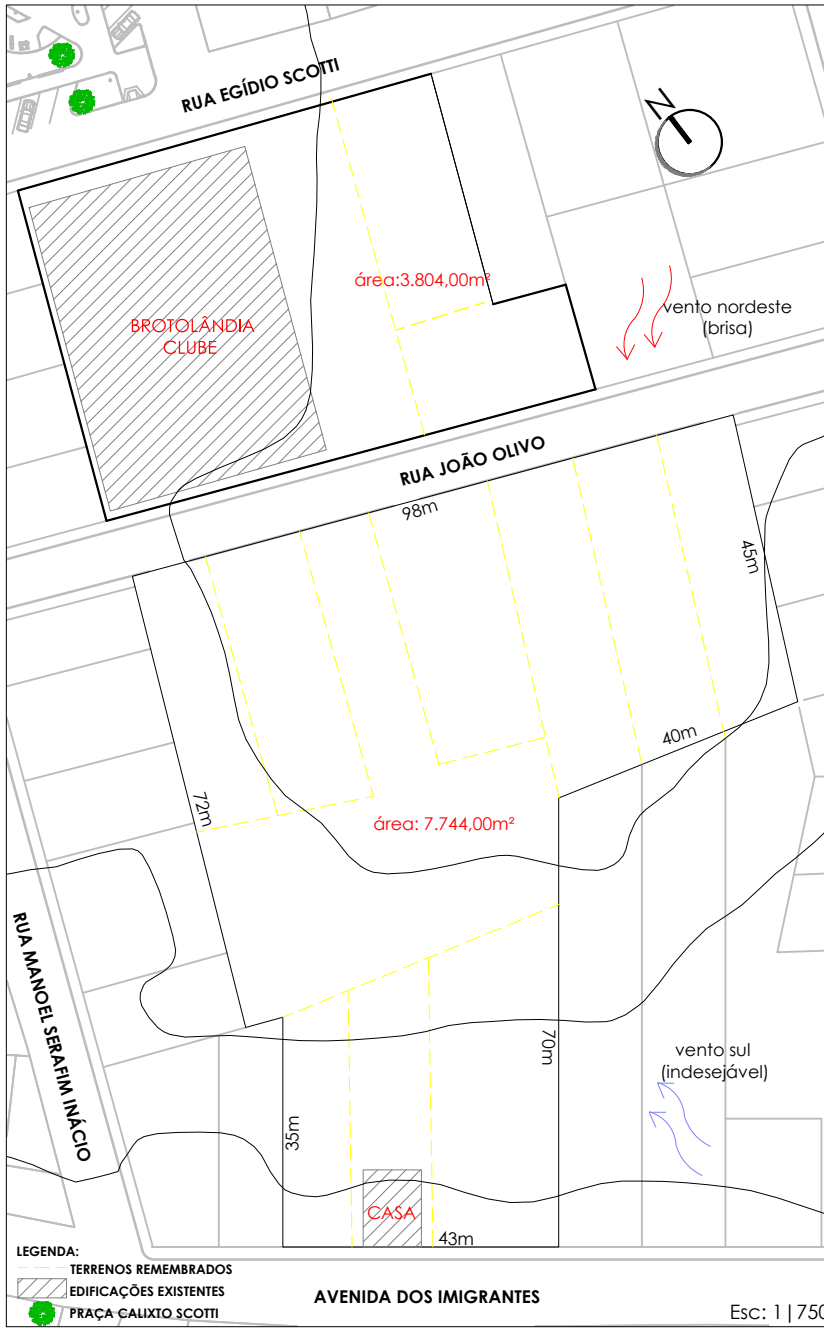 RUA EGÍDIO SCOTTI
N
área:3.804,00m²
BROTOLÂNDIA
CLUBE
vento nordeste
(brisa)
RUA JOÃO OLIVO
98m
45m
40m
72m
área: 7.744,00m²
RUA MANOEL SERAFIM INÁCIO
70m
vento sul
(indesejável)
35m
CASA
43m
LEGENDA:
TERRENOS REMEMBRADOS
EDIFICAÇÕES EXISTENTES
PRAÇA CALIXTO SCOTTI
AVENIDA DOS IMIGRANTES
Esc: 1|750